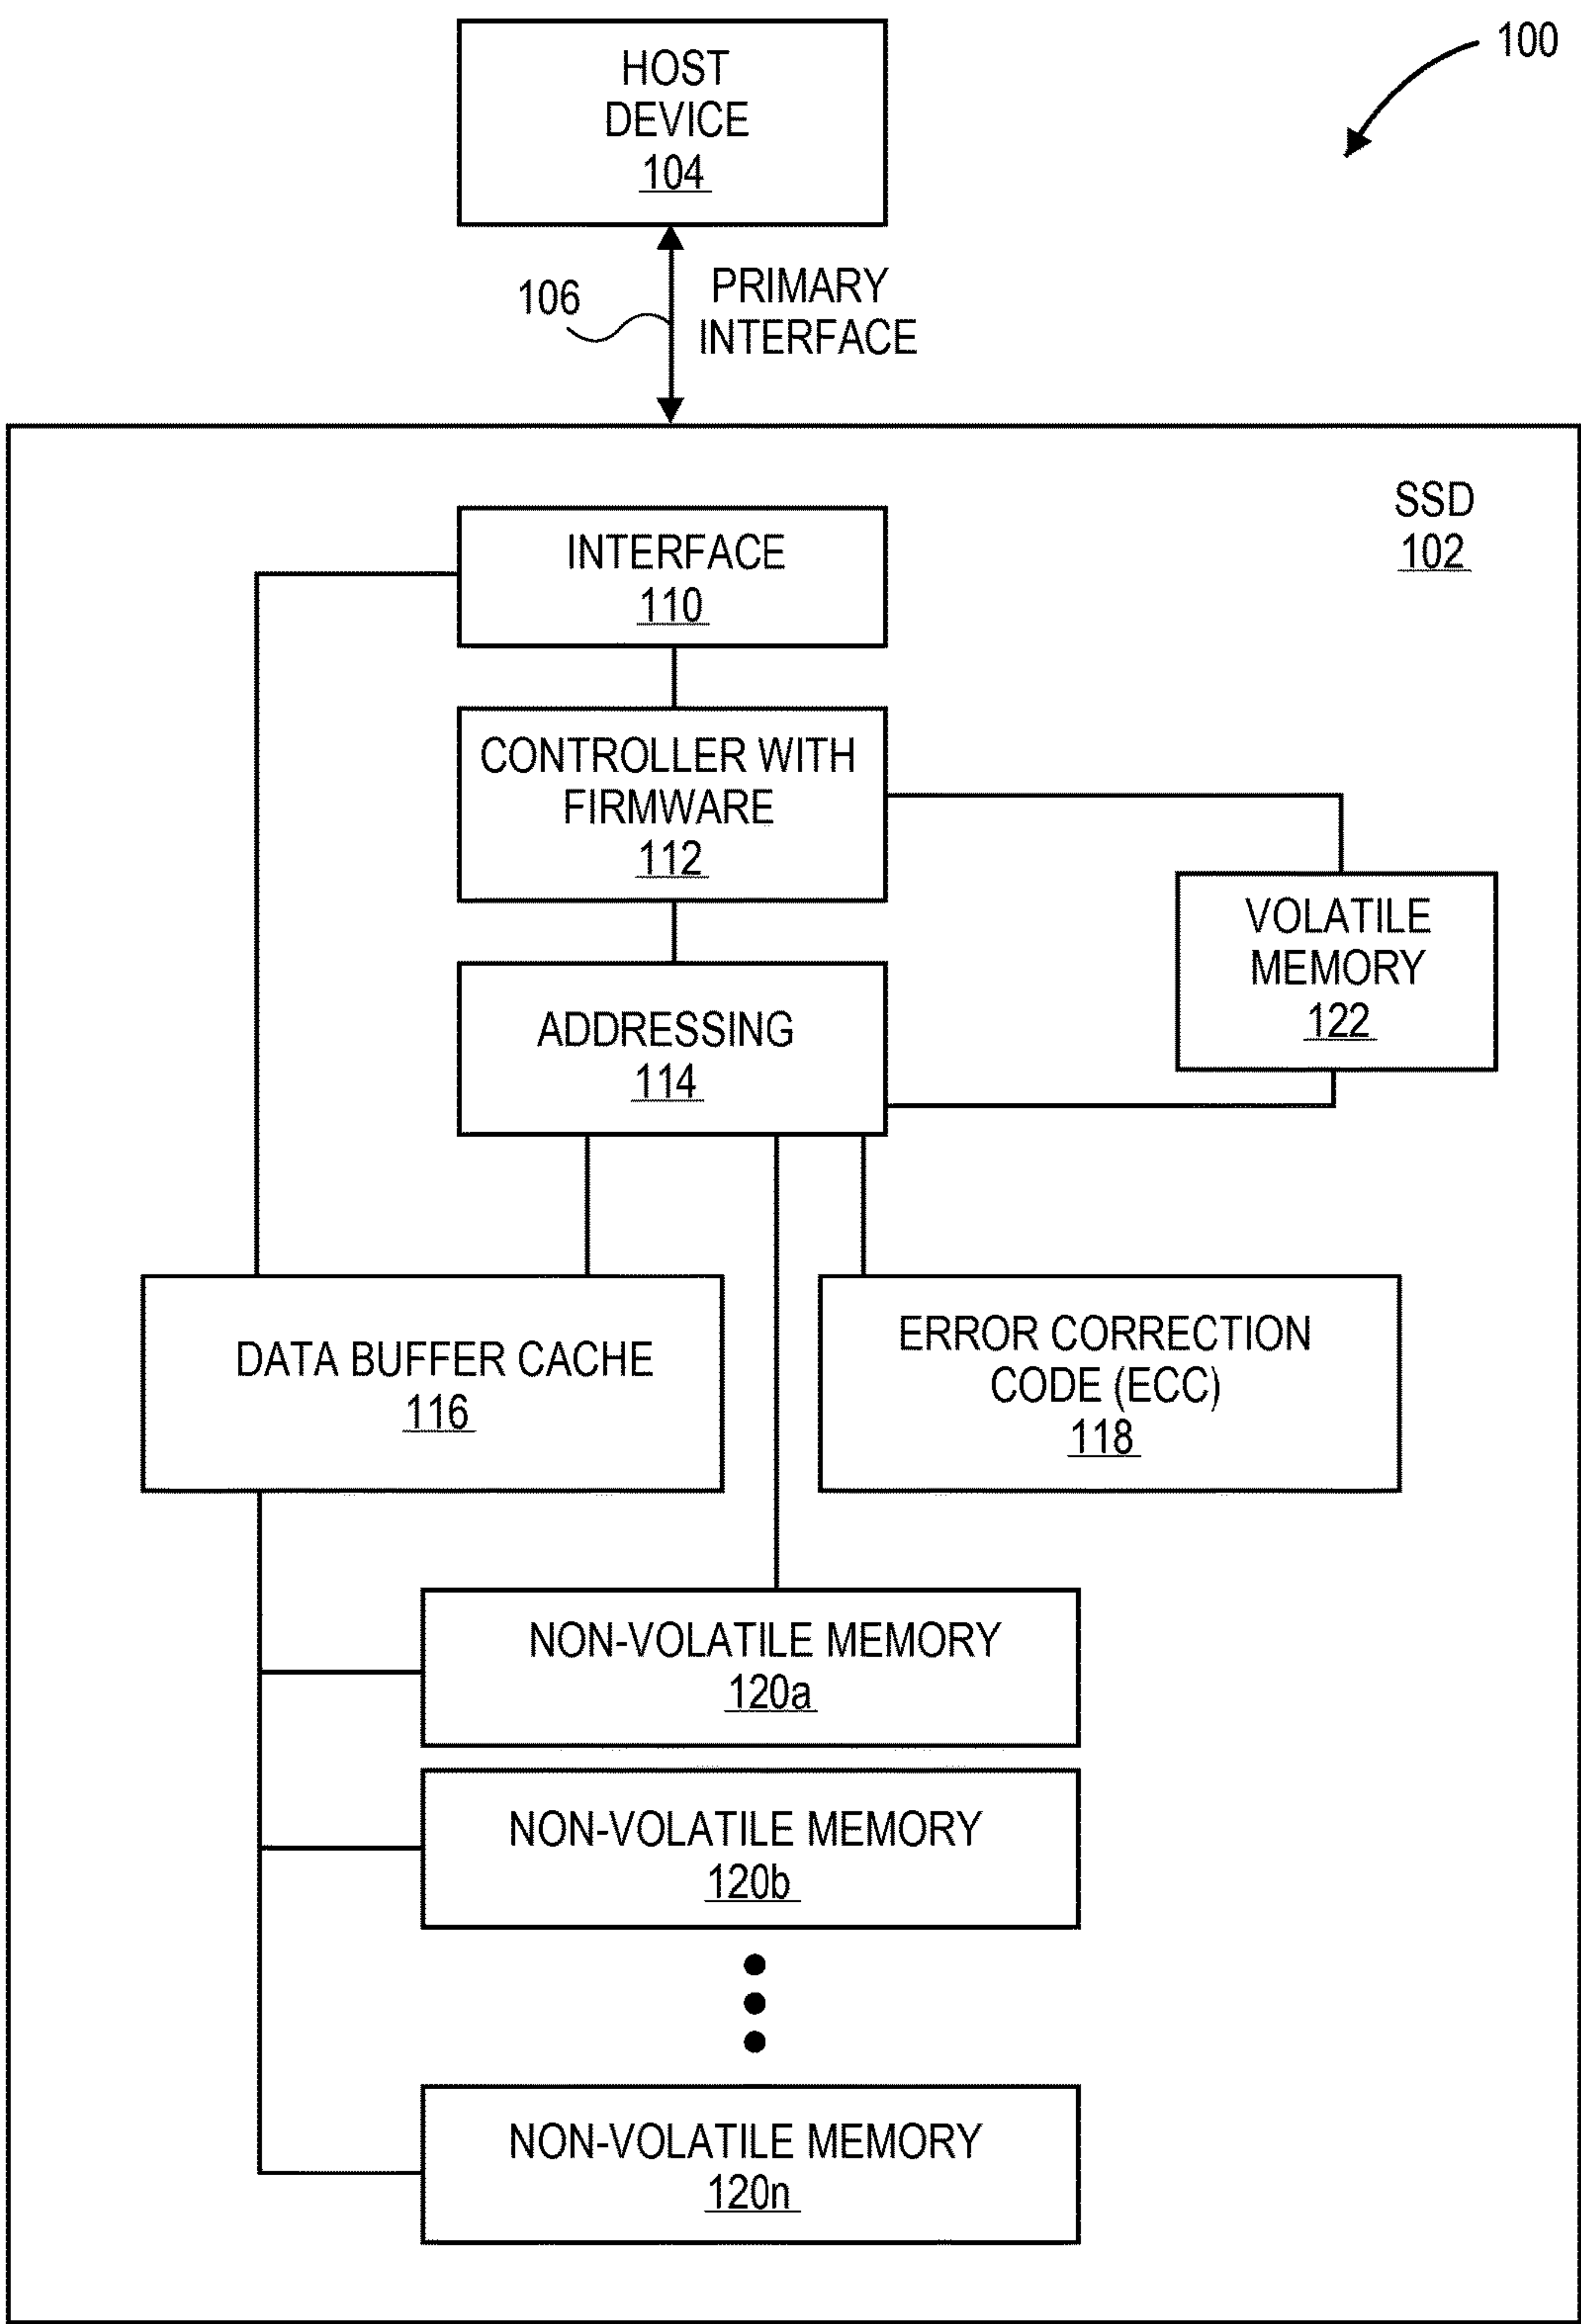 100
HOST
DEVICE
104
106
PRIMARY
INTERFACE
SSD
102
INTERFACE
110
CONTROLLER WITH
FIRMWARE
112
VOLATILE
MEMORY
122
ADDRESSING
114
DATA BUFFER CACHE
116
ERROR CORRECTION
CODE (ECC)
118
NON-VOLATILE MEMORY
120a
NON-VOLATILE MEMORY
120b
NON-VOLATILE MEMORY
120n